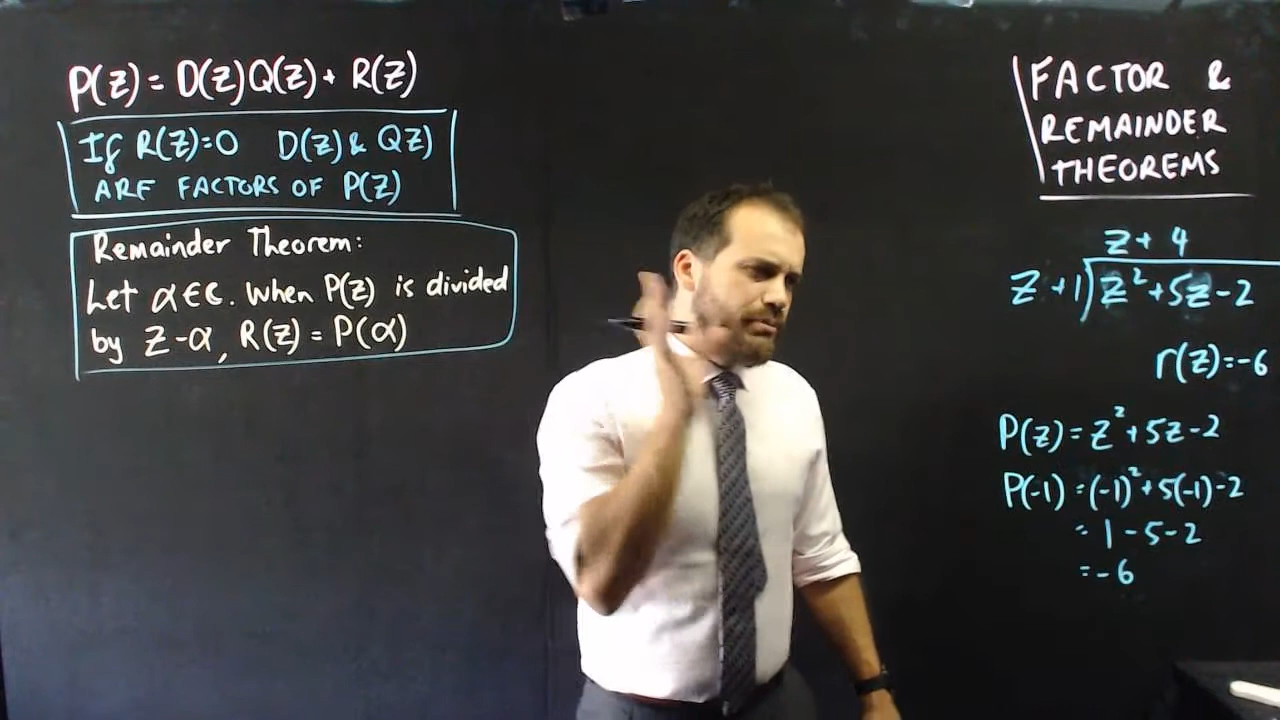 P(z) = D(z)Q(z) + R(z)
If R(z)=0 D(z) & Qz)
ARE FACTORS OF P(z)
Remainder Theorem:
Let α∈ℂ. When P(z) is divided
by z-α, R(z) = P(α)
FACTOR &
REMAINDER
THEOREMS
z + 4
z +1) z² + 5z - 2
r(z)=-6
P(z) = z² + 5z - 2
P(-1) = (-1)² + 5(-1) - 2
= 1 - 5 - 2
= - 6